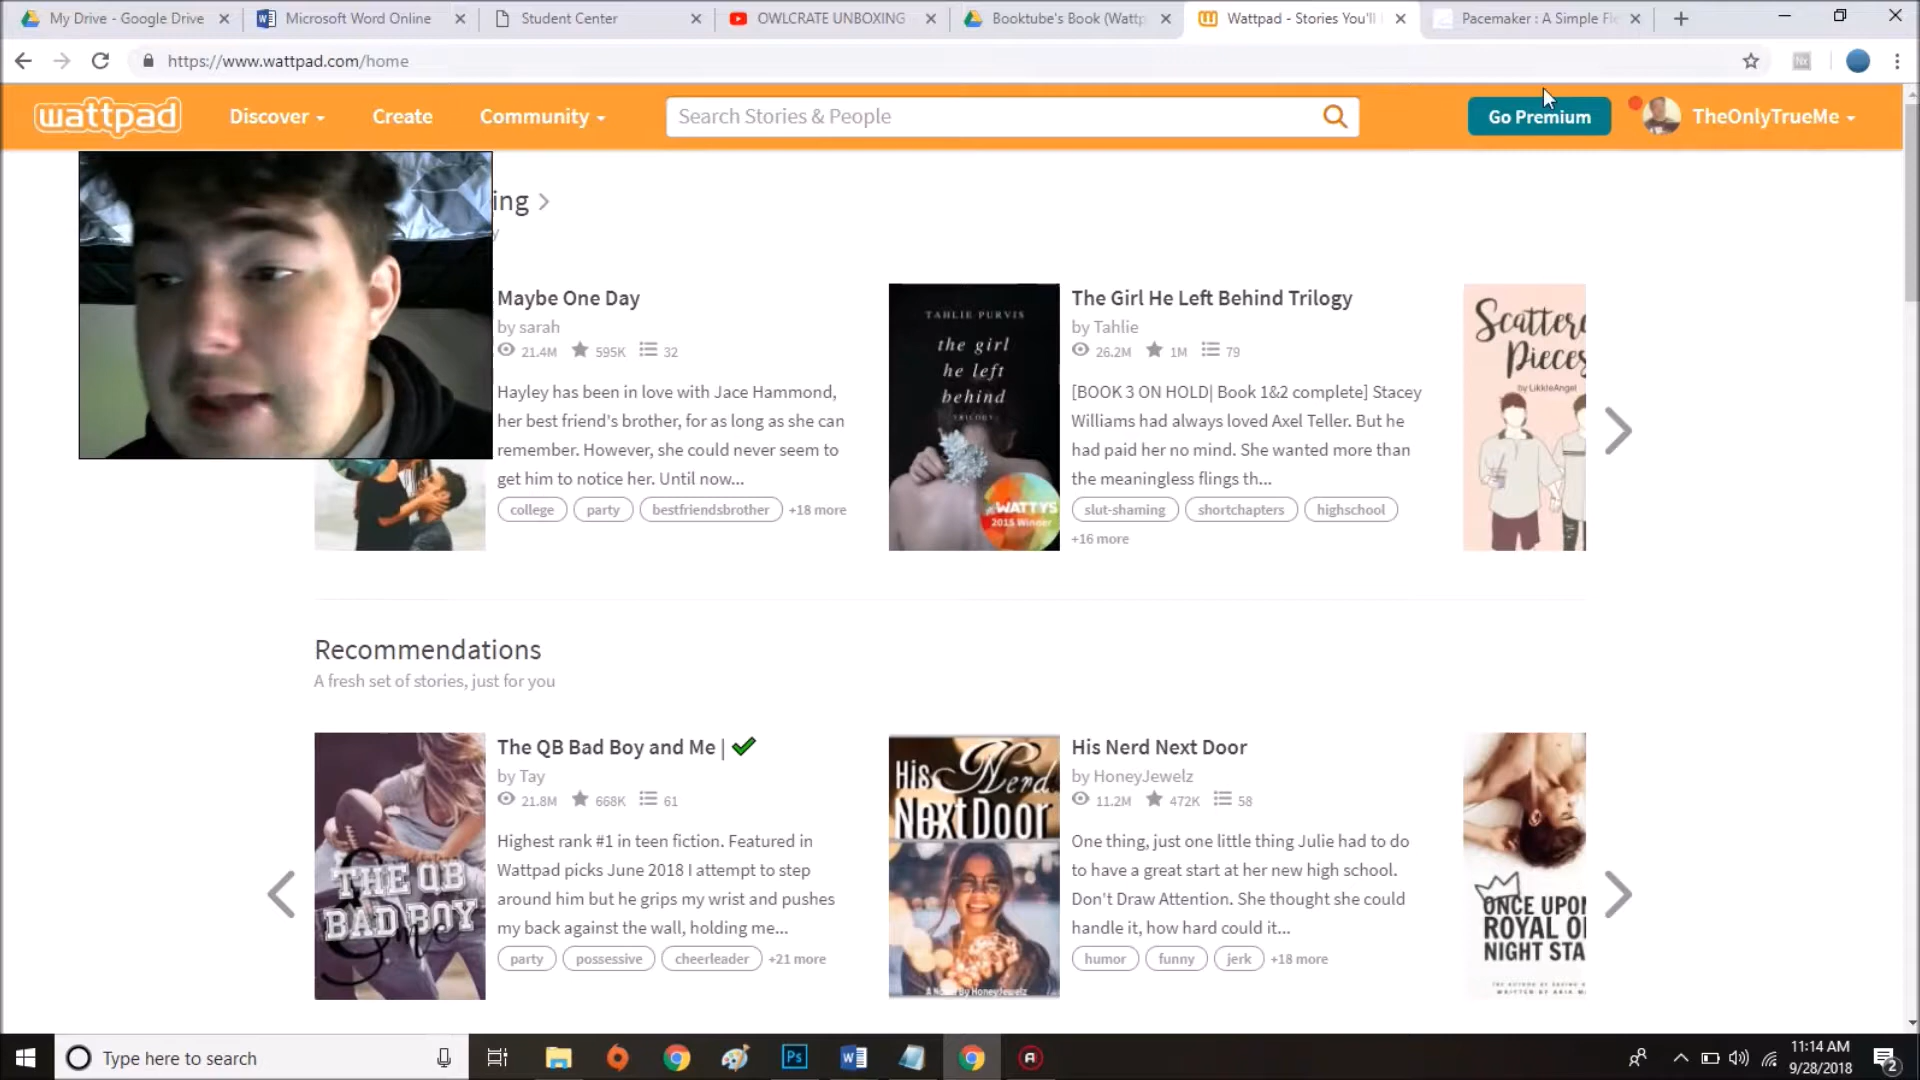 My Drive - Google Drive
Microsoft Word Online
Student Center
OWLCRATE UNBOXING
Booktube's Book (Wattp
Wattpad - Stories You'll
Pacemaker : A Simple Fle
https://www.wattpad.com/home
wattpad
Discover
Create
Community
Search Stories & People
Go Premium
TheOnlyTrueMe
ing
y
Maybe One Day
by sarah
21.4M 595K 32
Hayley has been in love with Jace Hammond,
her best friend's brother, for as long as she can
remember. However, she could never seem to
get him to notice her. Until now...
college party bestfriendsbrother +18 more
TAHLIE PURVIS
the girl
he left
behind
TRILOGY
WATTYS
2015 Winner
The Girl He Left Behind Trilogy
by Tahlie
26.2M 1M 79
[BOOK 3 ON HOLD| Book 1&2 complete] Stacey
Williams had always loved Axel Teller. But he
had paid her no mind. She wanted more than
the meaningless flings th...
slut-shaming shortchapters highschool
+16 more
Scattere
Pieces
by LikkleAngel
Recommendations
A fresh set of stories, just for you
THE QB
BAD BOY
& me
The QB Bad Boy and Me |
by Tay
21.8M 668K 61
Highest rank #1 in teen fiction. Featured in
Wattpad picks June 2018 I attempt to step
around him but he grips my wrist and pushes
my back against the wall, holding me...
party possessive cheerleader +21 more
His Nerd
Next Door
A Novel By HoneyJewelz
His Nerd Next Door
by HoneyJewelz
11.2M 472K 58
One thing, just one little thing Julie had to do
to have a great start at her new high school.
Don't Draw Attention. She thought she could
handle it, how hard could it...
humor funny jerk +18 more
ONCE UPON
ROYAL O
NIGHT STA
Type here to search
Ps
11:14 AM
9/28/2018
2